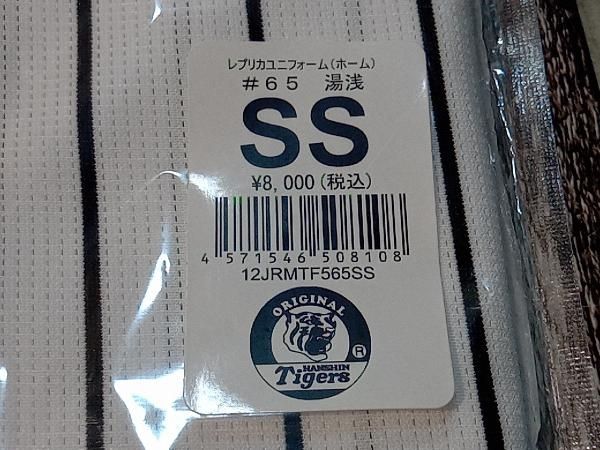 レプリカユニフォーム(ホーム)
#65 湯浅
SS
¥8,000(税込)
4 571546 508108
12JRMTF565SS
ORIGINAL
®
HANSHIN
Tigers